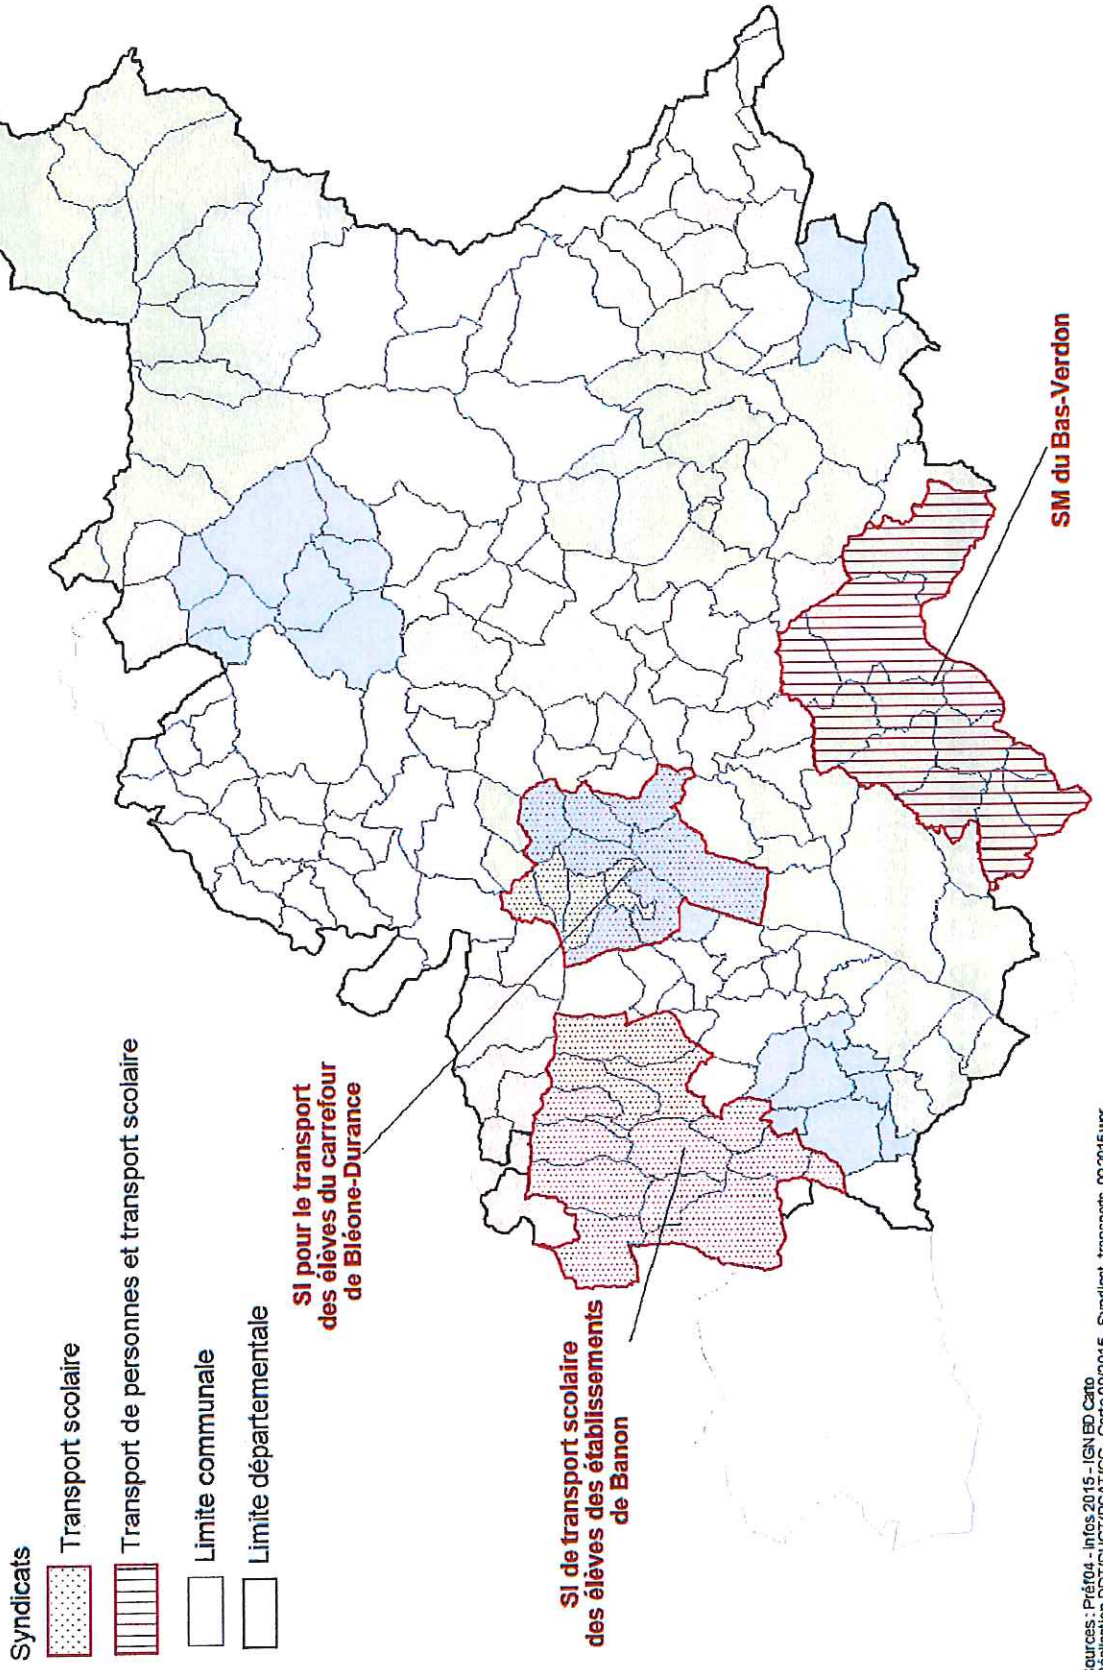 Syndicats
Transport scolaire
Transport de personnes et transport scolaire
Limite communale
Limite départementale
SI pour le transport
des élèves du carrefour
de Bléone-Durance
SI de transport scolaire
des élèves des établissements
de Banon
SM du Bas-Verdon
Sources : Préf04 - infos 2015 - IGN BD Carto